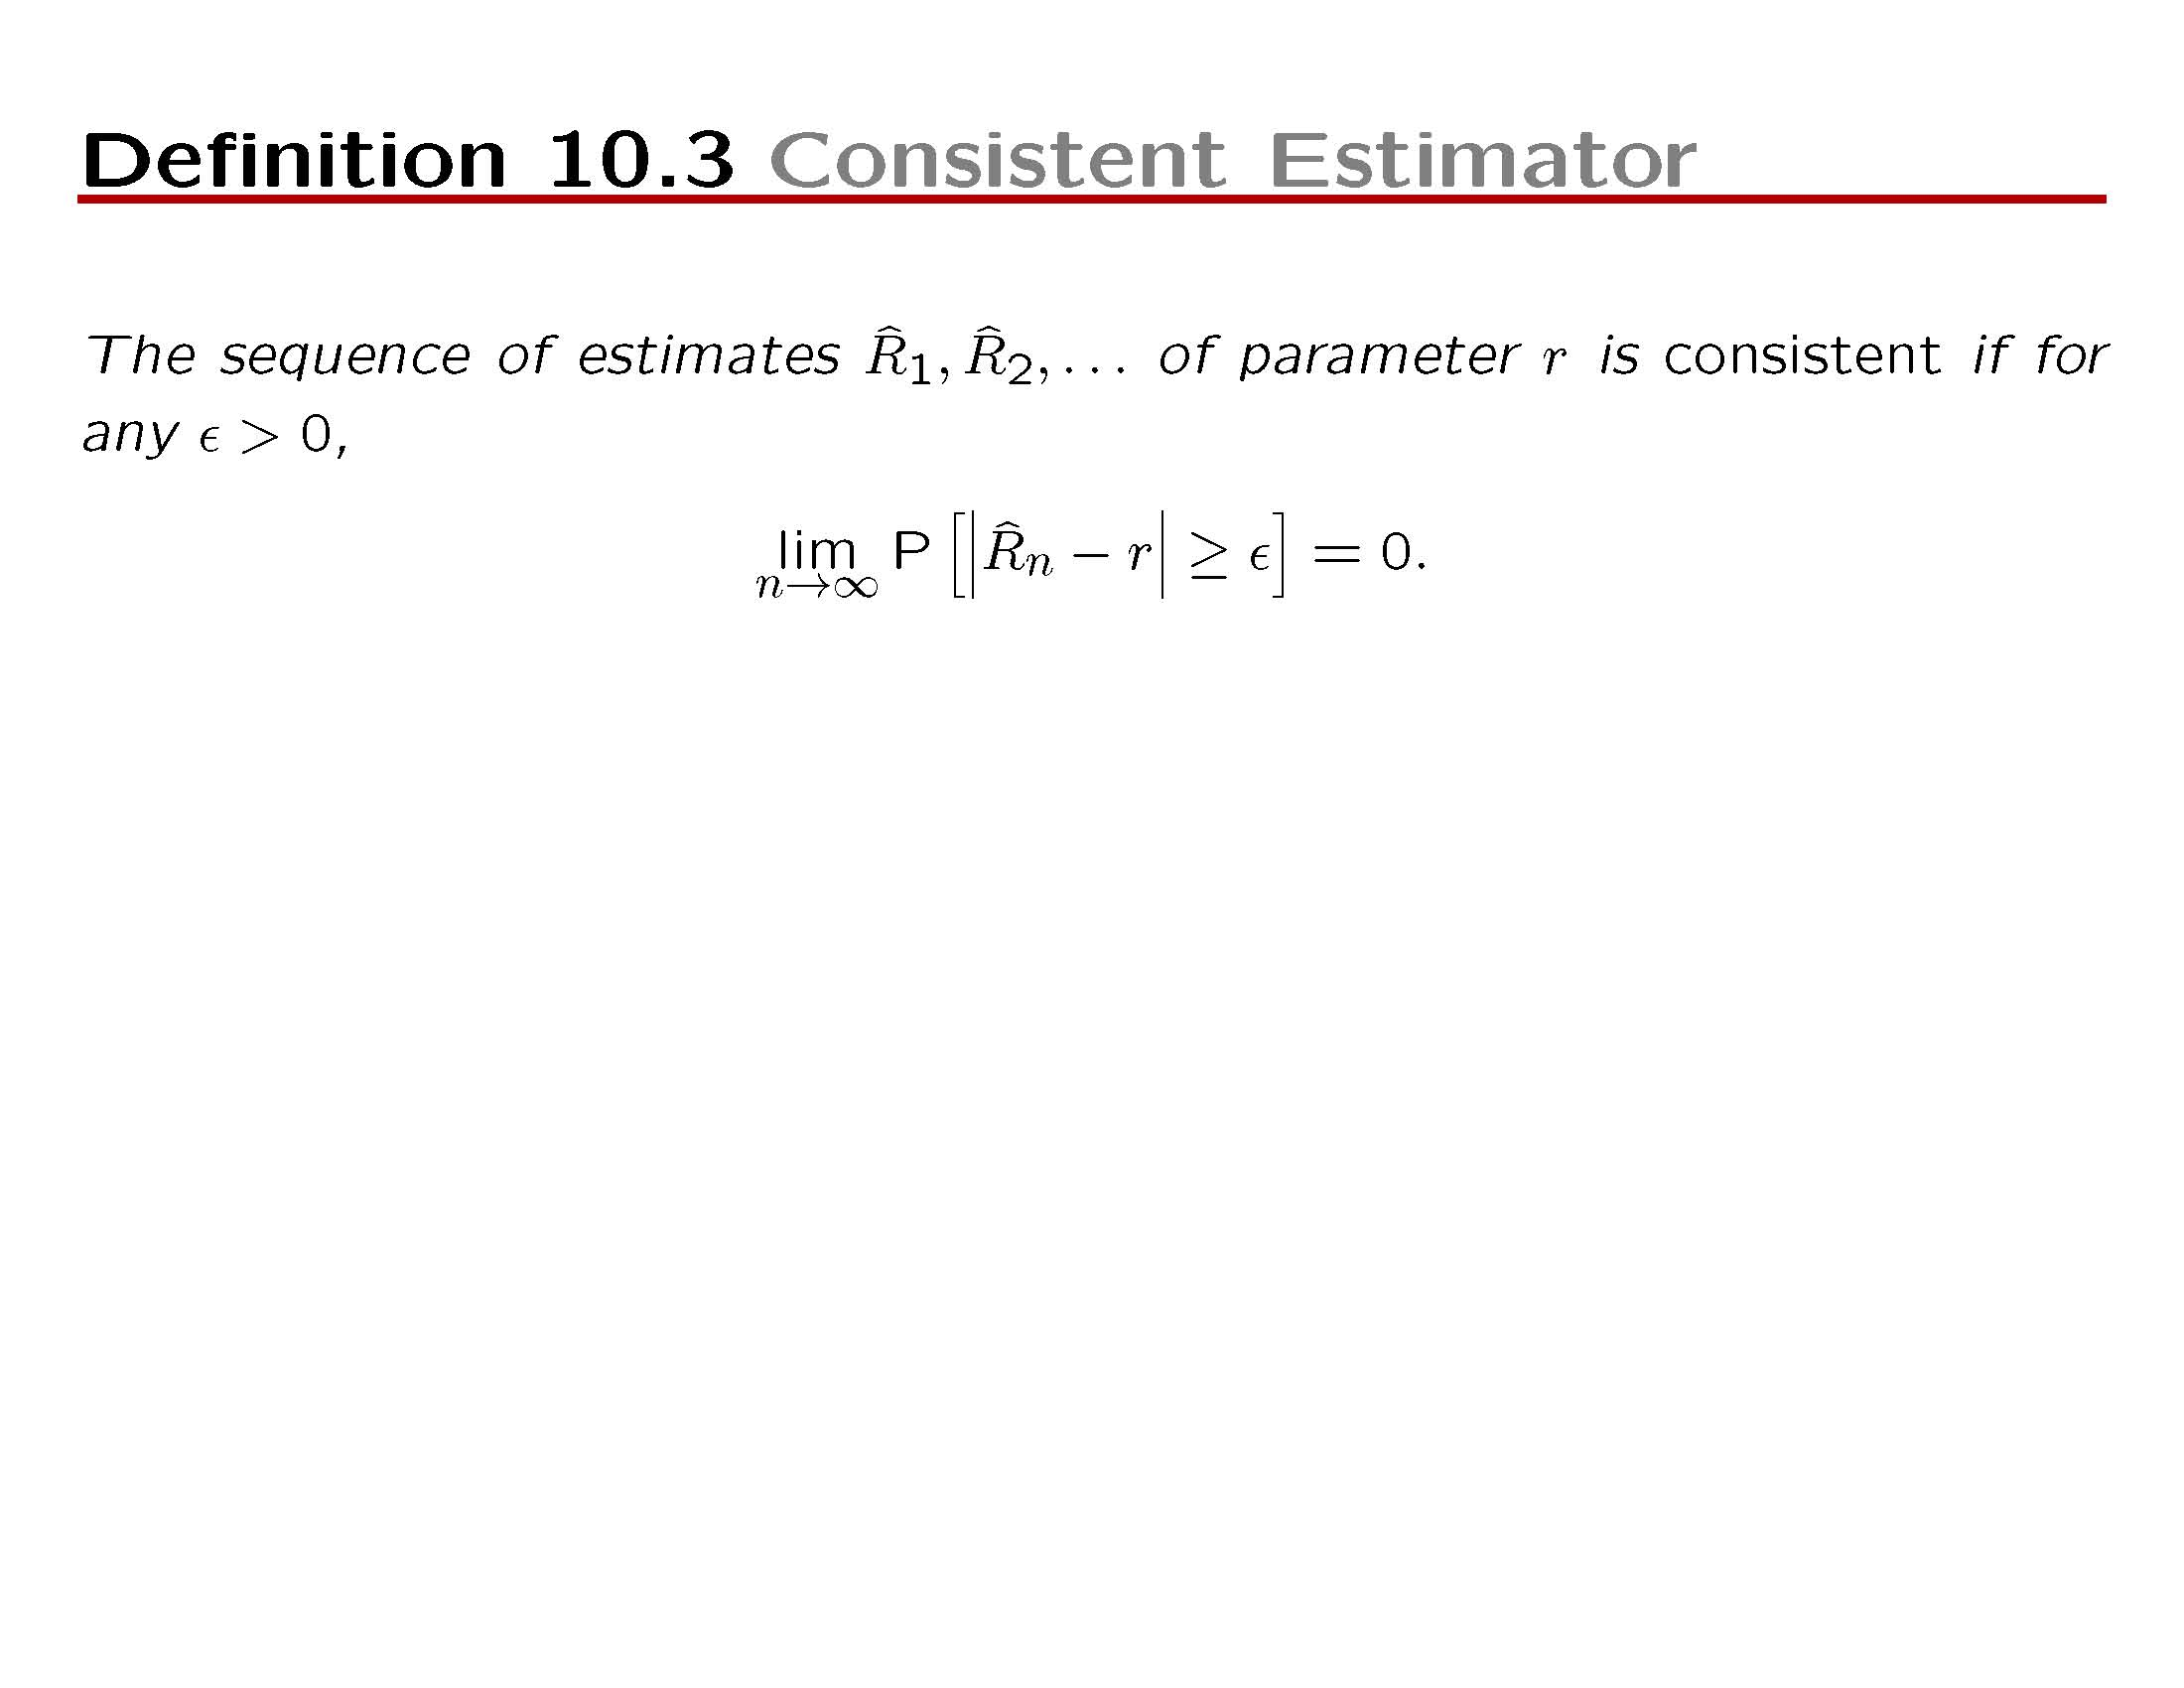 Definition 10.3 Consistent Estimator
The sequence of estimates R̂₁, R̂₂, . . . of parameter r is consistent if for
any ϵ > 0,
lim n→∞ P [|R̂ₙ − r| ≥ ϵ] = 0.